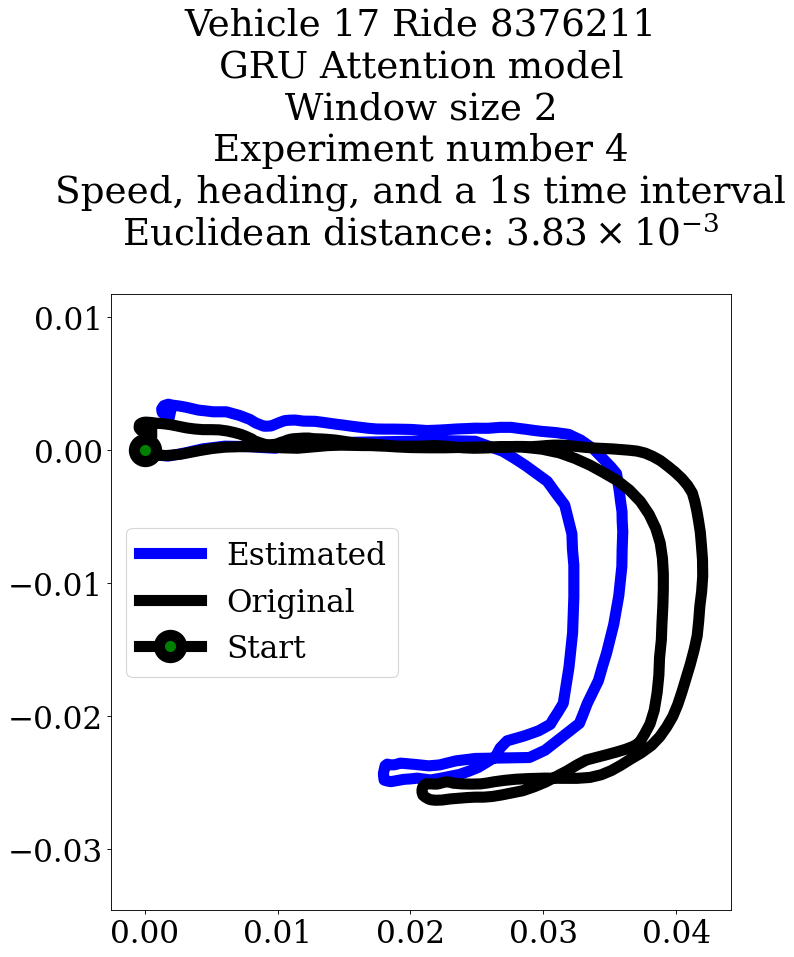 Vehicle 17 Ride 8376211
GRU Attention model
Window size 2
Experiment number 4
Speed, heading, and a 1s time interval
Euclidean distance: 3.83 × 10⁻³
0.01
0.00
−0.01
−0.02
−0.03
Estimated
Original
Start
0.00 0.01 0.02 0.03 0.04